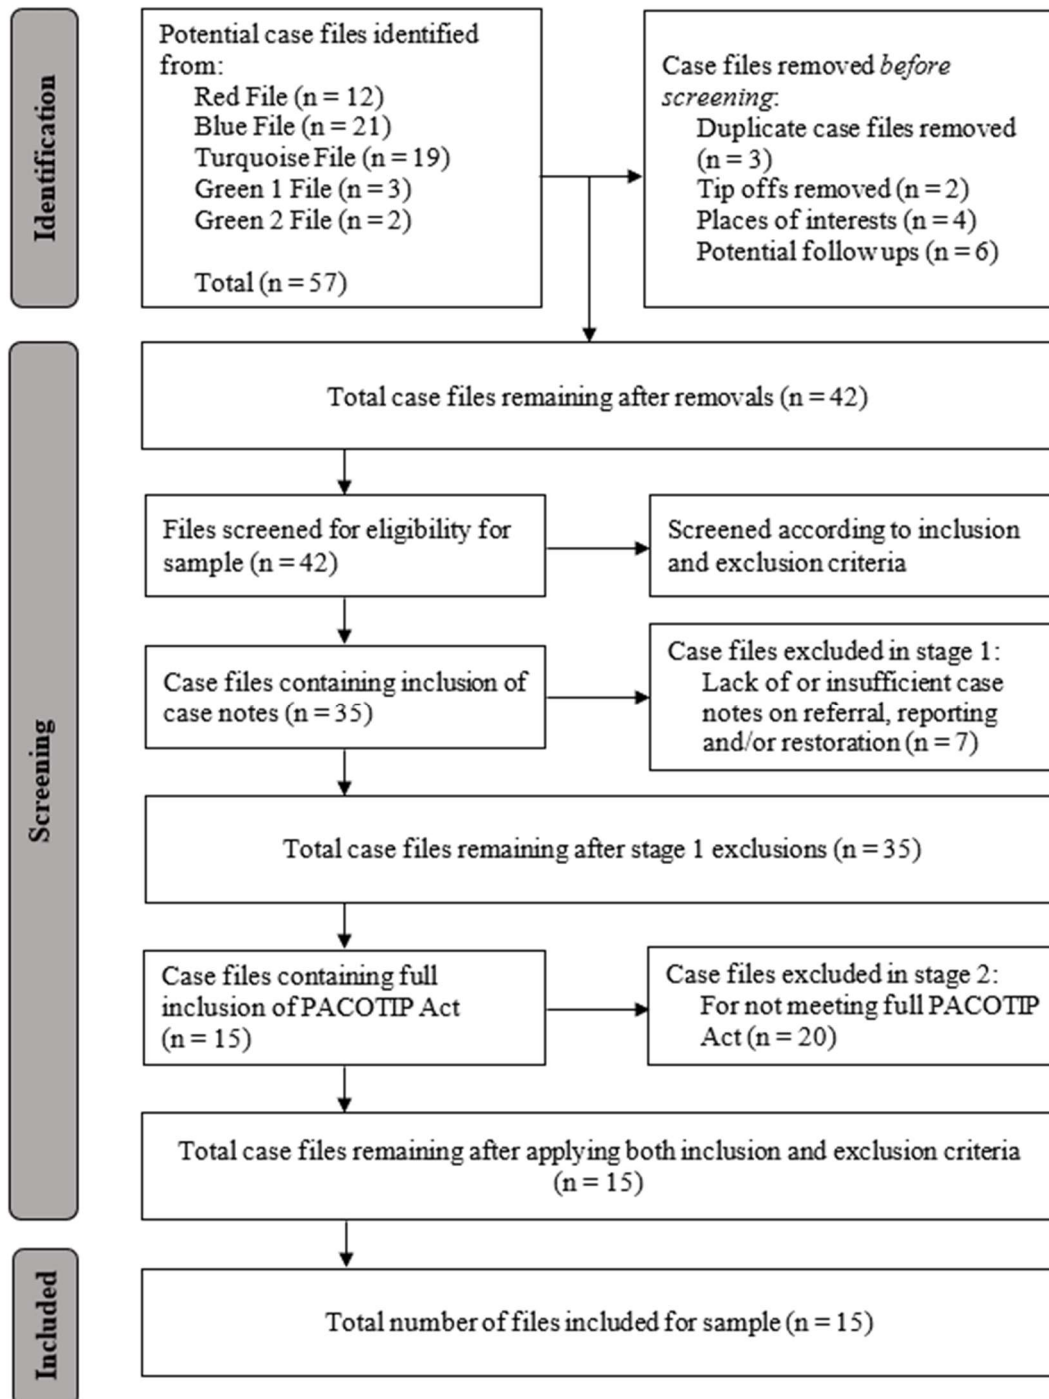 Identification
Potential case files identified
from:
Red File (n = 12)
Blue File (n = 21)
Turquoise File (n = 19)
Green 1 File (n = 3)
Green 2 File (n = 2)
Total (n = 57)
Case files removed before
screening:
Duplicate case files removed
(n = 3)
Tip offs removed (n = 2)
Places of interests (n = 4)
Potential follow ups (n = 6)
Screening
Total case files remaining after removals (n = 42)
Files screened for eligibility for
sample (n = 42)
Screened according to inclusion
and exclusion criteria
Case files containing inclusion of
case notes (n = 35)
Case files excluded in stage 1:
Lack of or insufficient case
notes on referral, reporting
and/or restoration (n = 7)
Total case files remaining after stage 1 exclusions (n = 35)
Case files containing full
inclusion of PACOTIP Act
(n = 15)
Case files excluded in stage 2:
For not meeting full PACOTIP
Act (n = 20)
Total case files remaining after applying both inclusion and exclusion criteria
(n = 15)
Included
Total number of files included for sample (n = 15)